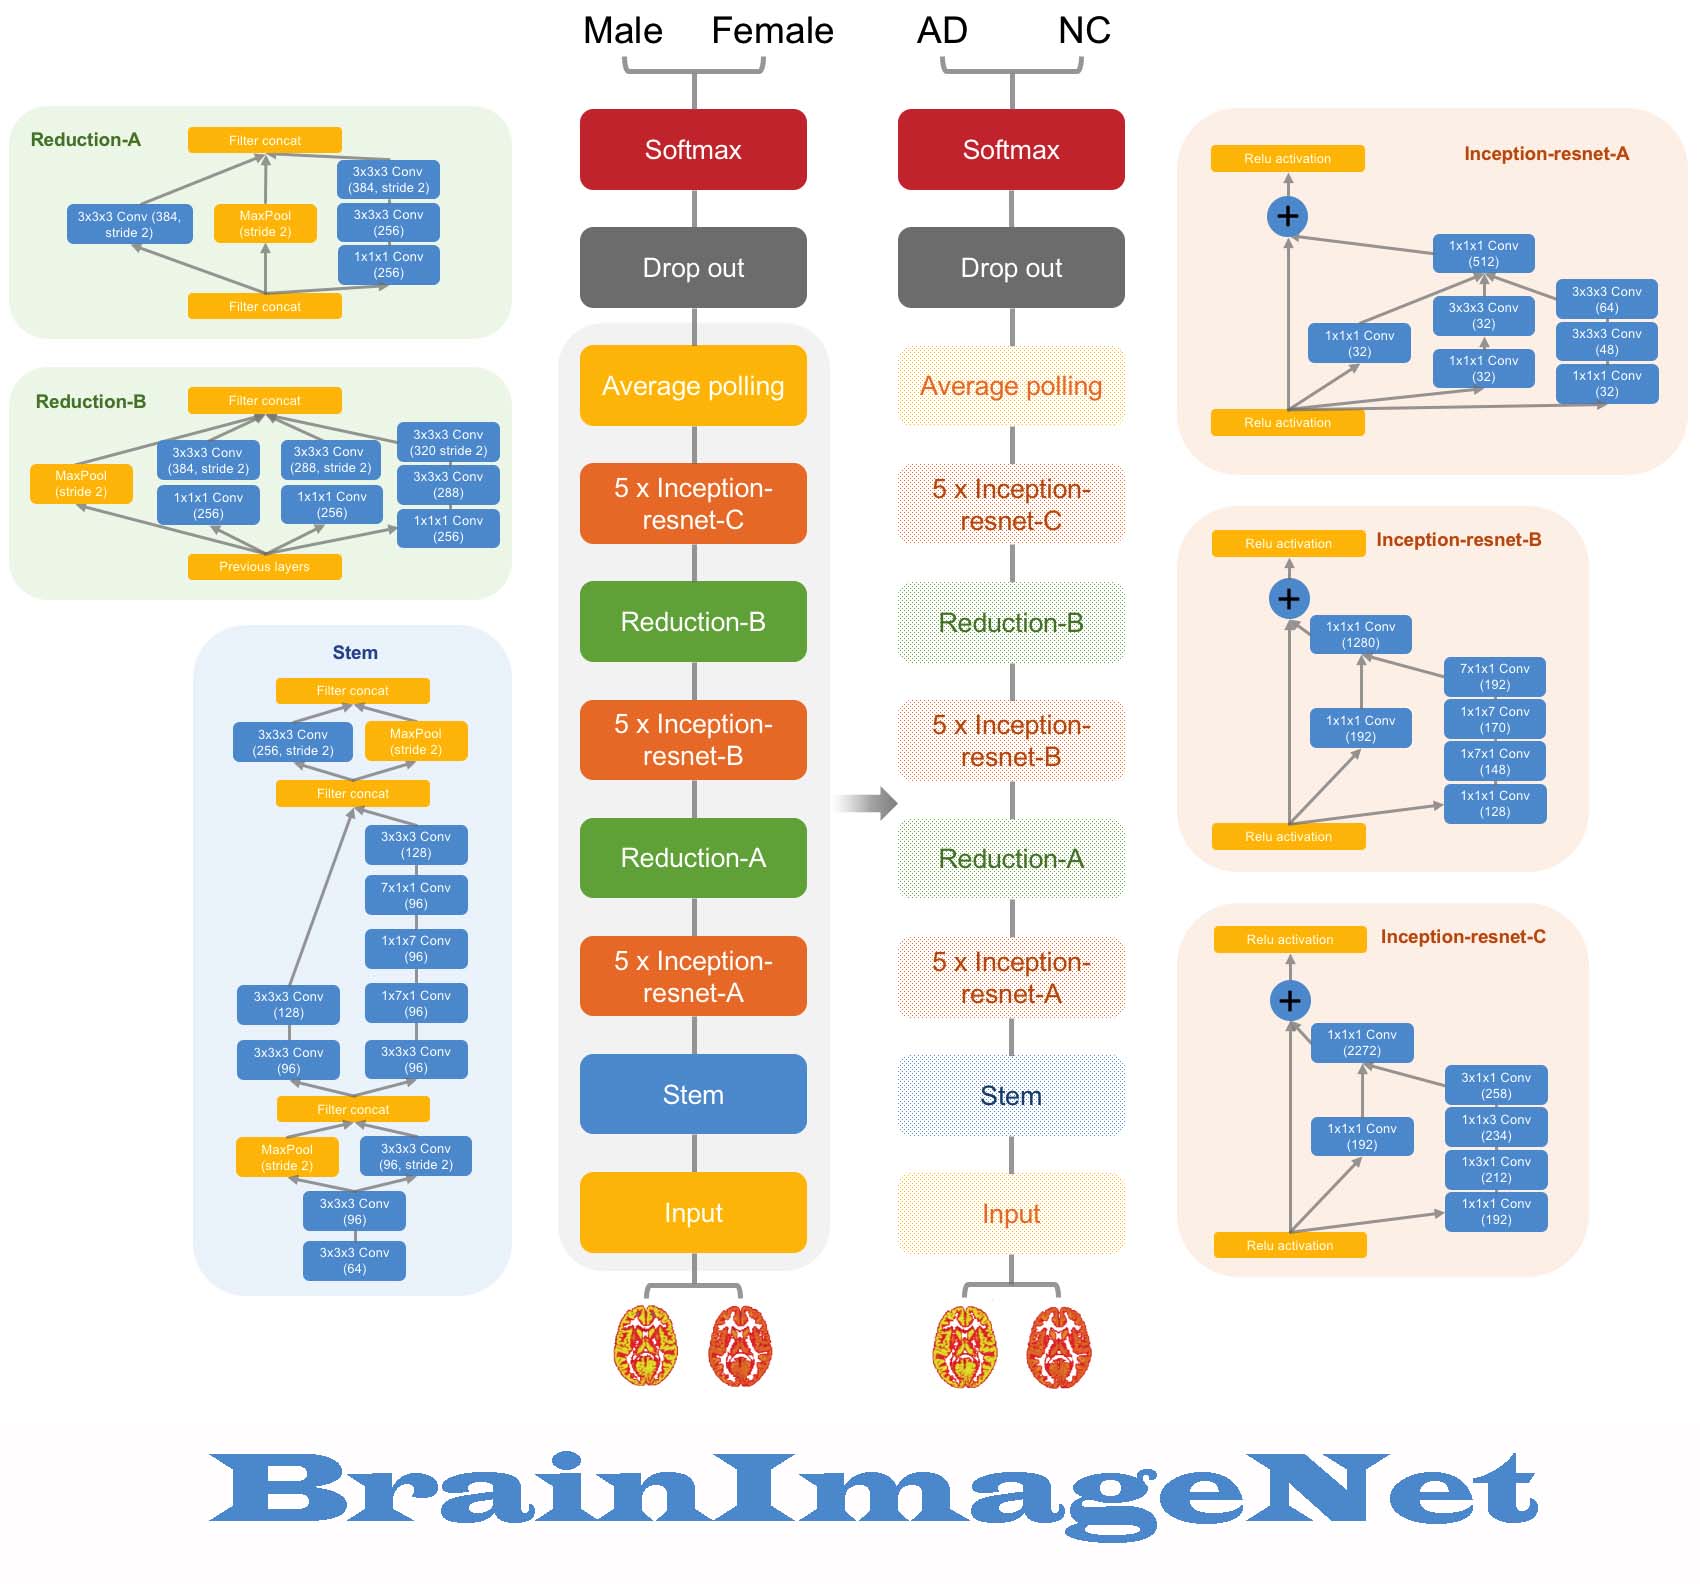 Male Female
AD NC
Reduction-A
Filter concat
3x3x3 Conv
(384, stride 2)
3x3x3 Conv (384,
stride 2)
MaxPool
(stride 2)
3x3x3 Conv
(256)
1x1x1 Conv
(256)
Filter concat
Reduction-B
Filter concat
3x3x3 Conv
(320 stride 2)
3x3x3 Conv
(384, stride 2)
3x3x3 Conv
(288, stride 2)
MaxPool
(stride 2)
3x3x3 Conv
(288)
1x1x1 Conv
(256)
1x1x1 Conv
(256)
1x1x1 Conv
(256)
Previous layers
Stem
Filter concat
3x3x3 Conv
(256, stride 2)
MaxPool
(stride 2)
Filter concat
3x3x3 Conv
(128)
7x1x1 Conv
(96)
1x1x7 Conv
(96)
3x3x3 Conv
(128)
1x7x1 Conv
(96)
3x3x3 Conv
(96)
3x3x3 Conv
(96)
Filter concat
MaxPool
(stride 2)
3x3x3 Conv
(96, stride 2)
3x3x3 Conv
(96)
3x3x3 Conv
(64)
Softmax
Drop out
Average polling
5 x Inception-
resnet-C
Reduction-B
5 x Inception-
resnet-B
Reduction-A
5 x Inception-
resnet-A
Stem
Input
Softmax
Drop out
Average polling
5 x Inception-
resnet-C
Reduction-B
5 x Inception-
resnet-B
Reduction-A
5 x Inception-
resnet-A
Stem
Input
Inception-resnet-A
Relu activation
+
1x1x1 Conv
(512)
3x3x3 Conv
(64)
3x3x3 Conv
(32)
1x1x1 Conv
(32)
3x3x3 Conv
(48)
1x1x1 Conv
(32)
1x1x1 Conv
(32)
Relu activation
Inception-resnet-B
Relu activation
+
1x1x1 Conv
(1280)
7x1x1 Conv
(192)
1x1x1 Conv
(192)
1x1x7 Conv
(170)
1x7x1 Conv
(148)
1x1x1 Conv
(128)
Relu activation
Inception-resnet-C
Relu activation
+
1x1x1 Conv
(2272)
3x1x1 Conv
(258)
1x1x1 Conv
(192)
1x1x3 Conv
(234)
1x3x1 Conv
(212)
1x1x1 Conv
(192)
Relu activation
BrainImageNet